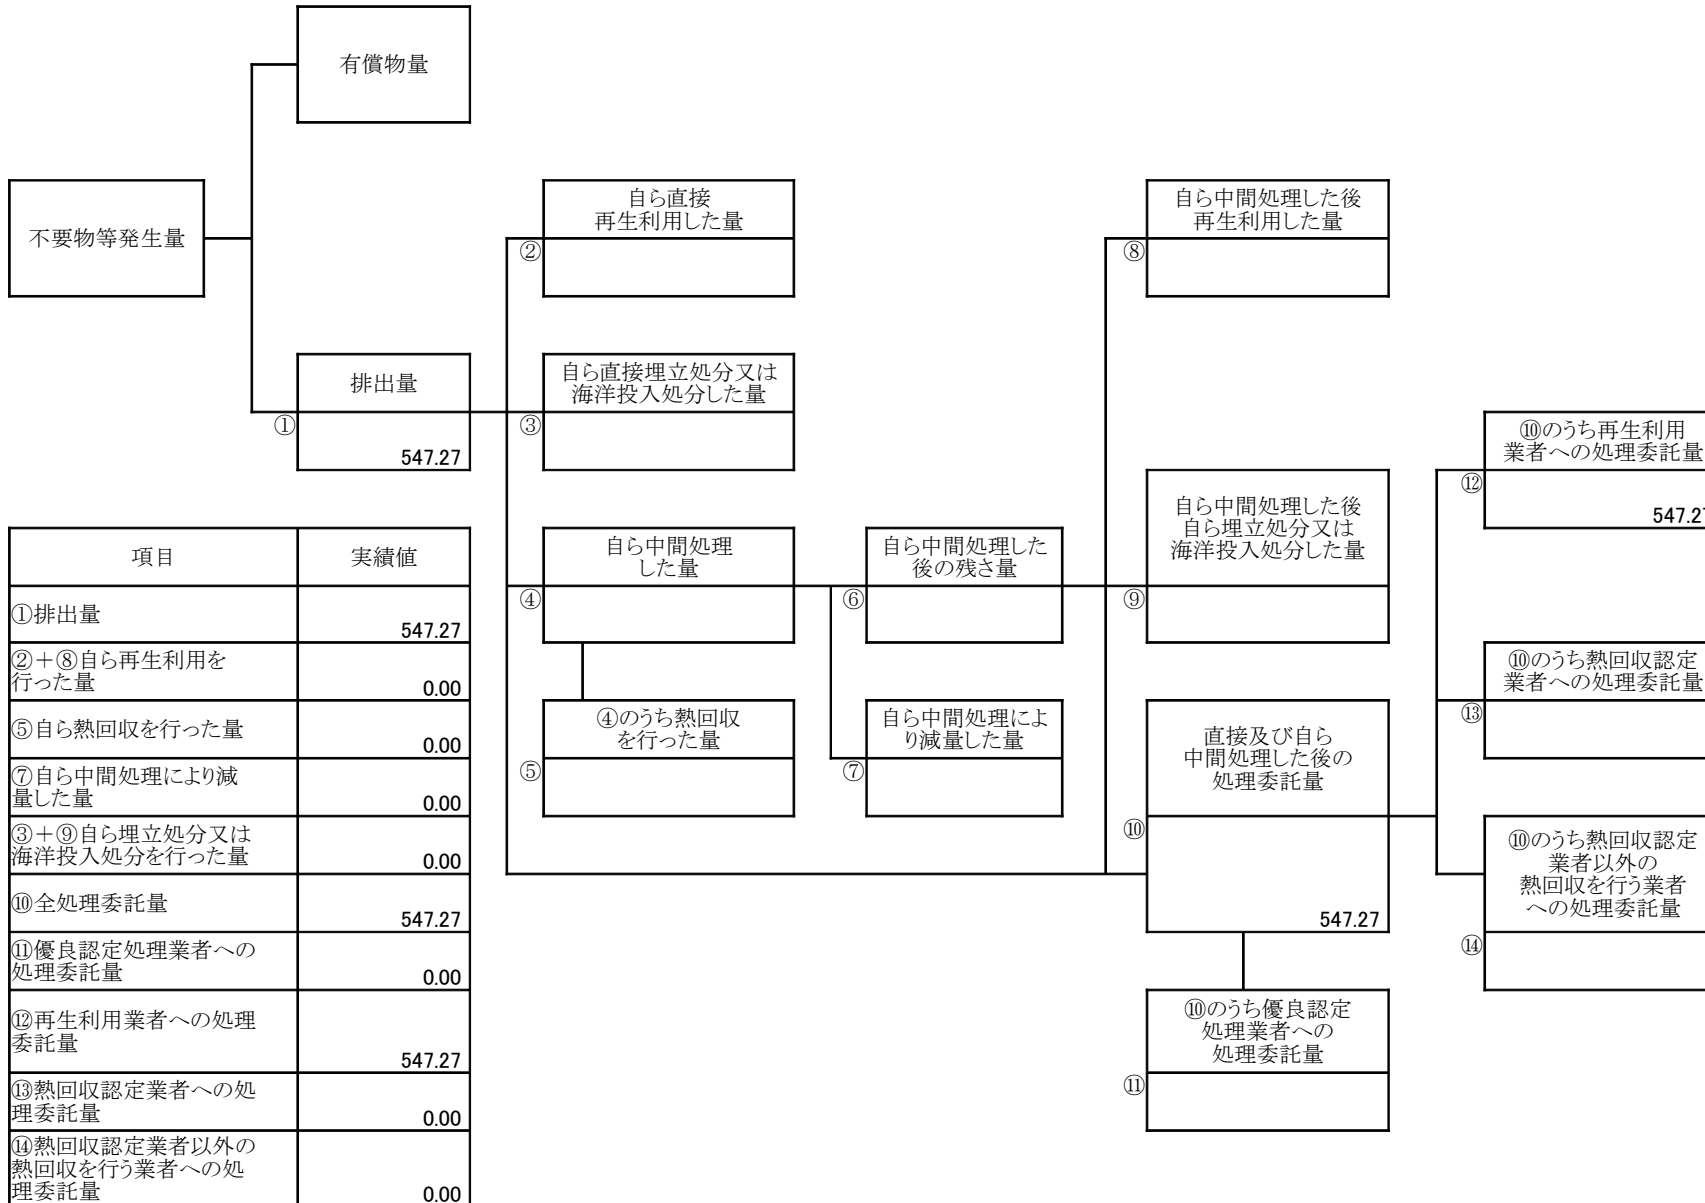 有償物量
不要物等発生量
自ら直接
再生利用した量
②
自ら中間処理した後
再生利用した量
⑧
排出量
①
547.27
自ら直接埋立処分又は
海洋投入処分した量
③
⑩のうち再生利用
業者への処理委託量
⑫
547.27
自ら中間処理した後
自ら埋立処分又は
海洋投入処分した量
⑨
自ら中間処理
した量
④
自ら中間処理した
後の残さ量
⑥
④のうち熱回収
を行った量
⑤
自ら中間処理によ
り減量した量
⑦
直接及び自ら
中間処理した後の
処理委託量
⑩
547.27
⑩のうち熱回収認定
業者への処理委託量
⑬
⑩のうち熱回収認定
業者以外の
熱回収を行う業者
への処理委託量
⑭
⑩のうち優良認定
処理業者への
処理委託量
⑪
項目 実績値
①排出量
547.27
②＋⑧自ら再生利用を
行った量
0.00
⑤自ら熱回収を行った量
0.00
⑦自ら中間処理により減
量した量
0.00
③＋⑨自ら埋立処分又は
海洋投入処分を行った量
0.00
⑩全処理委託量
547.27
⑪優良認定処理業者への
処理委託量
0.00
⑫再生利用業者への処理
委託量
547.27
⑬熱回収認定業者への処
理委託量
0.00
⑭熱回収認定業者以外の
熱回収を行う業者への処
理委託量
0.00